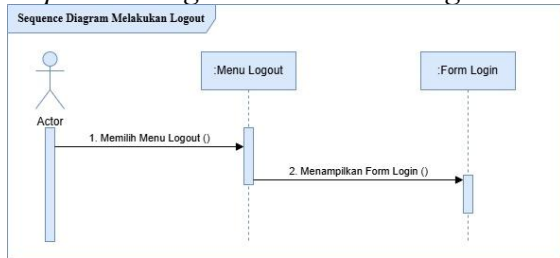 Sequence Diagram Melakukan Logout
:Menu Logout
:Form Login
Actor
1. Memilih Menu Logout ()
2. Menampilkan Form Login ()